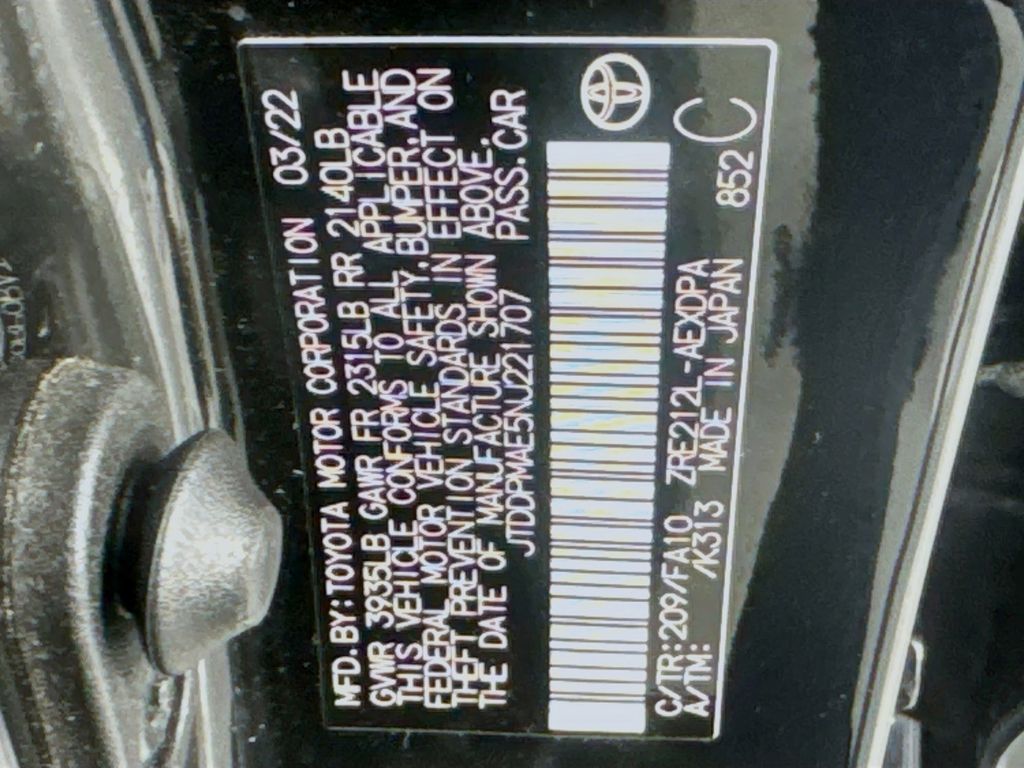 MFD.BY:TOYOTA MOTOR CORPORATION 03/22
GVWR 3935LB GAWR FR 2315LB RR 2140LB
THIS VEHICLE CONFORMS TO ALL APPLICABLE
FEDERAL MOTOR VEHICLE SAFETY,BUMPER,AND
THEFT PREVENTION STANDARDS IN EFFECT ON
THE DATE OF MANUFACTURE SHOWN ABOVE.
JTDDPMAE5NJ221707 PASS.CAR
C/TR:209/FA10 ZRE212L-AEXDPA 852 C
A/TM: /K313 MADE IN JAPAN